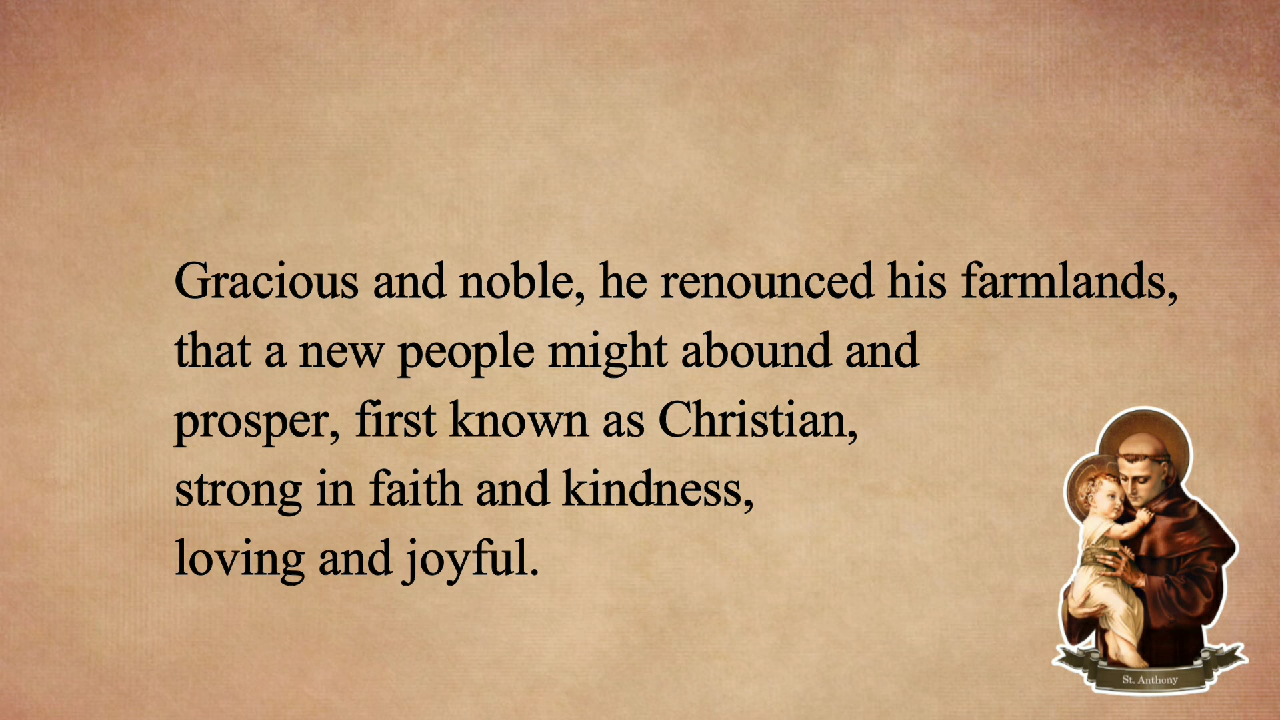 Gracious and noble, he renounced his farmlands,
that a new people might abound and
prosper, first known as Christian,
strong in faith and kindness,
loving and joyful.
St. Anthony